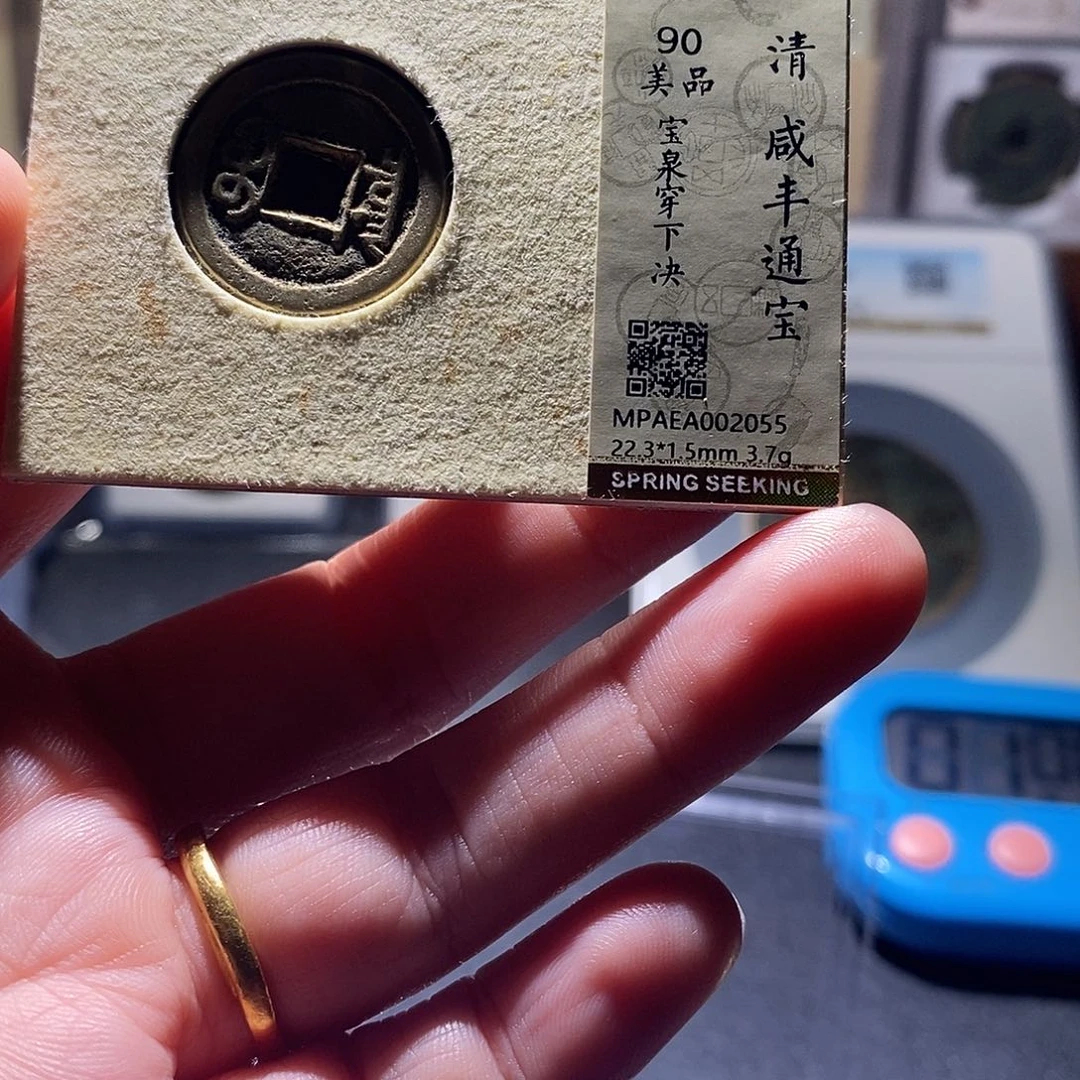 清 咸丰通宝
90
美品
宝泉穿下决
MPAEA002055
22.3*1.5mm 3.7g
SPRING SEEKING